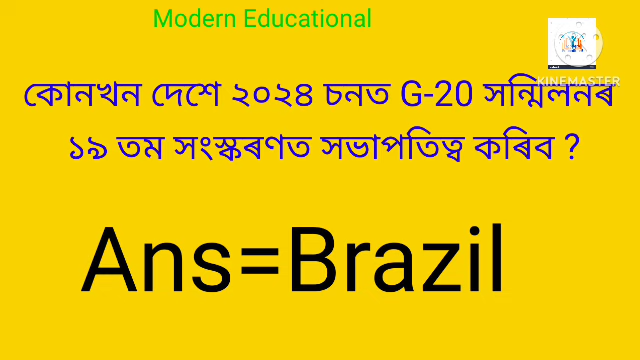 Modern Educational
KINEMASTER
কোনখন দেশে ২০২৪ চনত G-20 সন্মিলনৰ
১৯ তম সংস্কৰণত সভাপতিত্ব কৰিব ?
Ans=Brazil